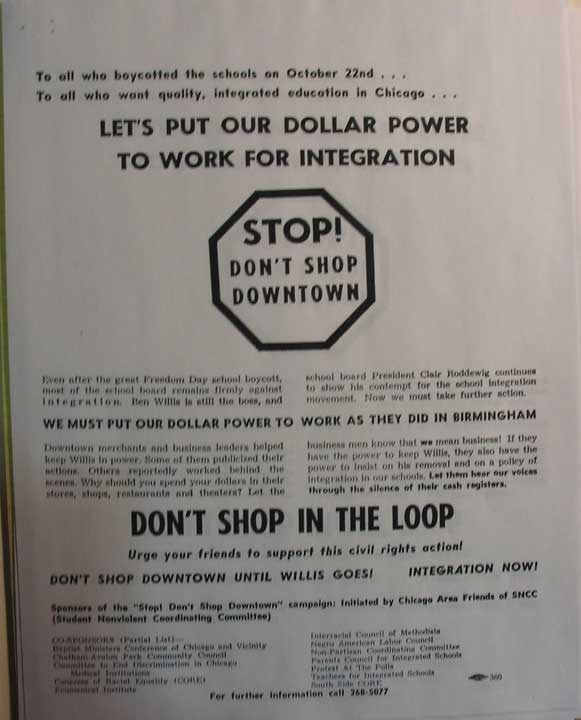 To all who boycotted the schools on October 22nd . . .
To all who want quality, integrated education in Chicago . . .
LET'S PUT OUR DOLLAR POWER
TO WORK FOR INTEGRATION
STOP!
DON'T SHOP
DOWNTOWN
Even after the great Freedom Day school boycott,
most of the school board remains firmly against
integration. Ben Willis is still the boss, and
school board President Clair Roddewig continues
to show his contempt for the school integration
movement. Now we must take further action.
WE MUST PUT OUR DOLLAR POWER TO WORK AS THEY DID IN BIRMINGHAM
Downtown merchants and business leaders helped
keep Willis in power. Some of them publicized their
actions. Others reportedly worked behind the
scenes. Why should you spend your dollars in their
stores, shops, restaurants and theaters? Let the
business men know that we mean business! If they
have the power to keep Willis, they also have the
power to insist on his removal and on a policy of
integration in our schools. Let them hear our voices
through the silence of their cash registers.
DON'T SHOP IN THE LOOP
Urge your friends to support this civil rights action!
DON'T SHOP DOWNTOWN UNTIL WILLIS GOES! INTEGRATION NOW!
Sponsors of the "Stop! Don't Shop Downtown" campaign: Initiated by Chicago Area Friends of SNCC
(Student Nonviolent Coordinating Committee)
CO-SPONSORS (Partial List)—
Baptist Ministers Conference of Chicago and Vicinity
Chatham-Avalon Park Community Council
Committee to End Discrimination in Chicago
Medical Institutions
Congress of Racial Equality (CORE)
Ecumenical Institute
Interracial Council of Methodists
Negro American Labor Council
Non-Partisan Coordinating Committee
Parents Council for Integrated Schools
Protest At The Polls
Teachers for Integrated Schools
South Side CORE
360
For further information call 268-5077